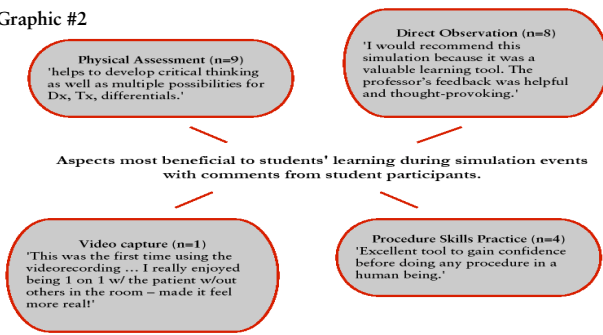 Graphic #2
Physical Assessment (n=9)
'helps to develop critical thinking
as well as multiple possibilities for
Dx, Tx, differentials.'
Direct Observation (n=8)
'I would recommend this
simulation because it was a
valuable learning tool. The
professor's feedback was helpful
and thought-provoking.'
Aspects most beneficial to students' learning during simulation events
with comments from student participants.
Video capture (n=1)
'This was the first time using the
videorecording ... I really enjoyed
being 1 on 1 w/ the patient w/out
others in the room – made it feel
more real!'
Procedure Skills Practice (n=4)
'Excellent tool to gain confidence
before doing any procedure in a
human being.'